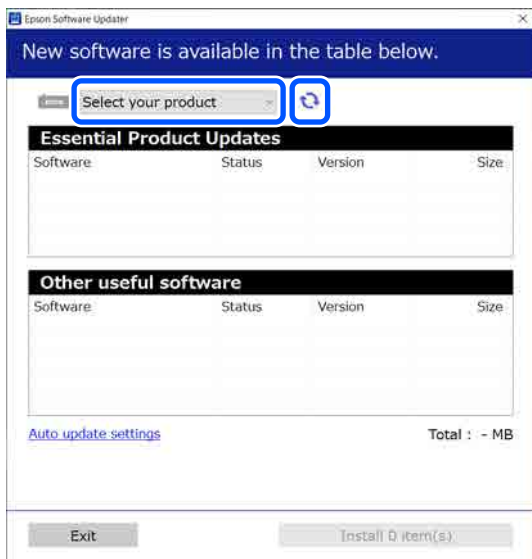 Epson Software Updater
New software is available in the table below.
Select your product
Essential Product Updates
Software Status Version Size
Other useful software
Software Status Version Size
Auto update settings Total : - MB
Exit Install 0 item(s)